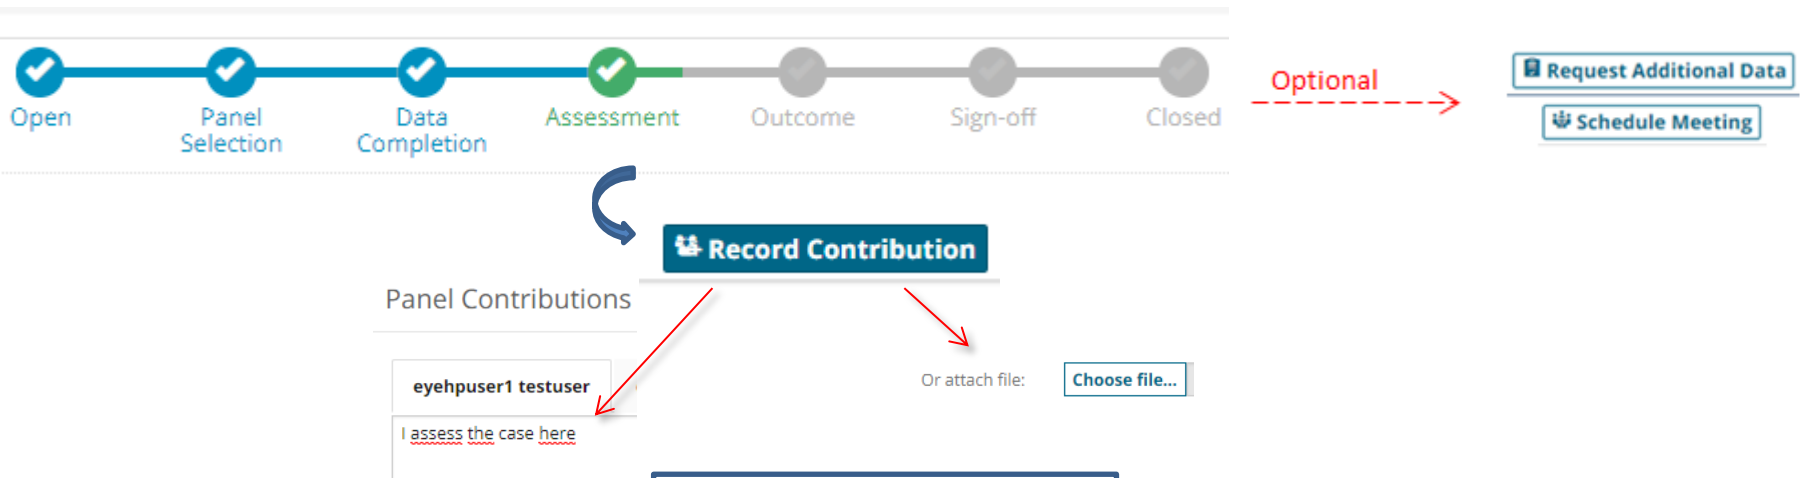 Open
Panel
Selection
Data
Completion
Assessment
Outcome
Sign-off
Closed
Optional
Request Additional Data
Schedule Meeting
Record Contribution
Panel Contributions
eyehpuser1 testuser
I assess the case here
Or attach file:
Choose file...